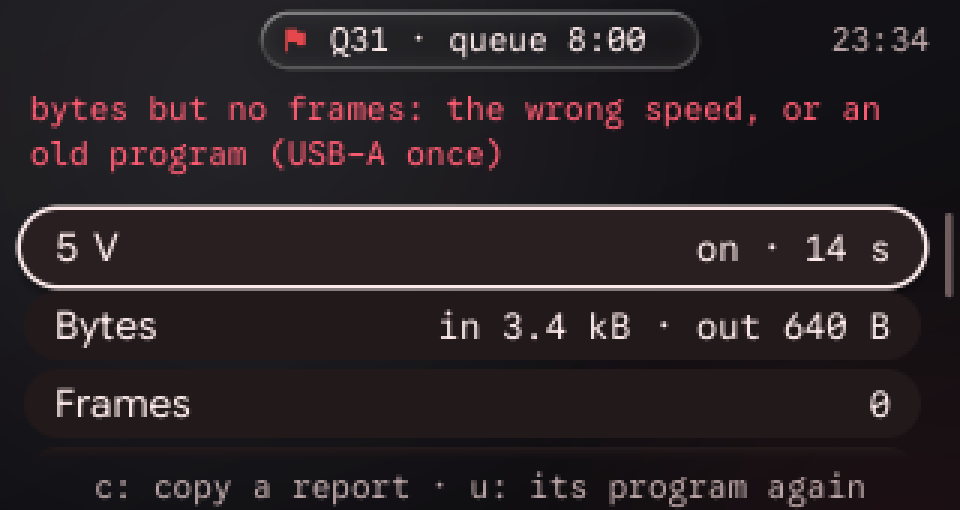 Q31 · queue 8:00
23:34
bytes but no frames: the wrong speed, or an
old program (USB-A once)
5 V on · 14 s
Bytes in 3.4 kB · out 640 B
Frames 0
c: copy a report · u: its program again